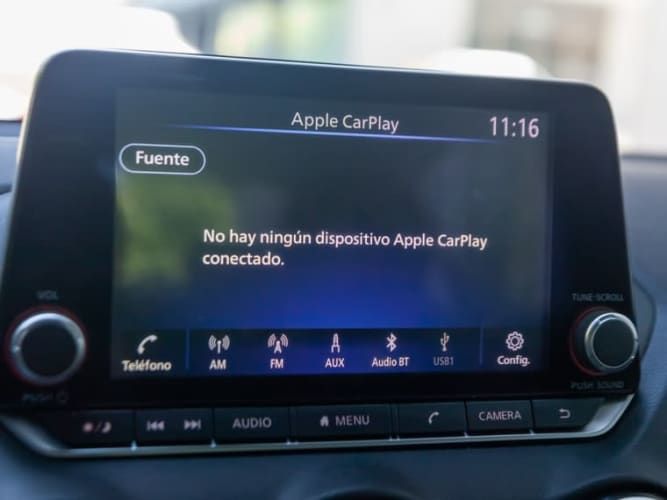 Apple CarPlay
11:16
Fuente
No hay ningún dispositivo Apple CarPlay
conectado.
VOL
TUNE·SCROLL
Teléfono
AM
FM
AUX
Audio BT
USB1
Config.
PUSH
PUSH SOUND
AUDIO
MENU
CAMERA